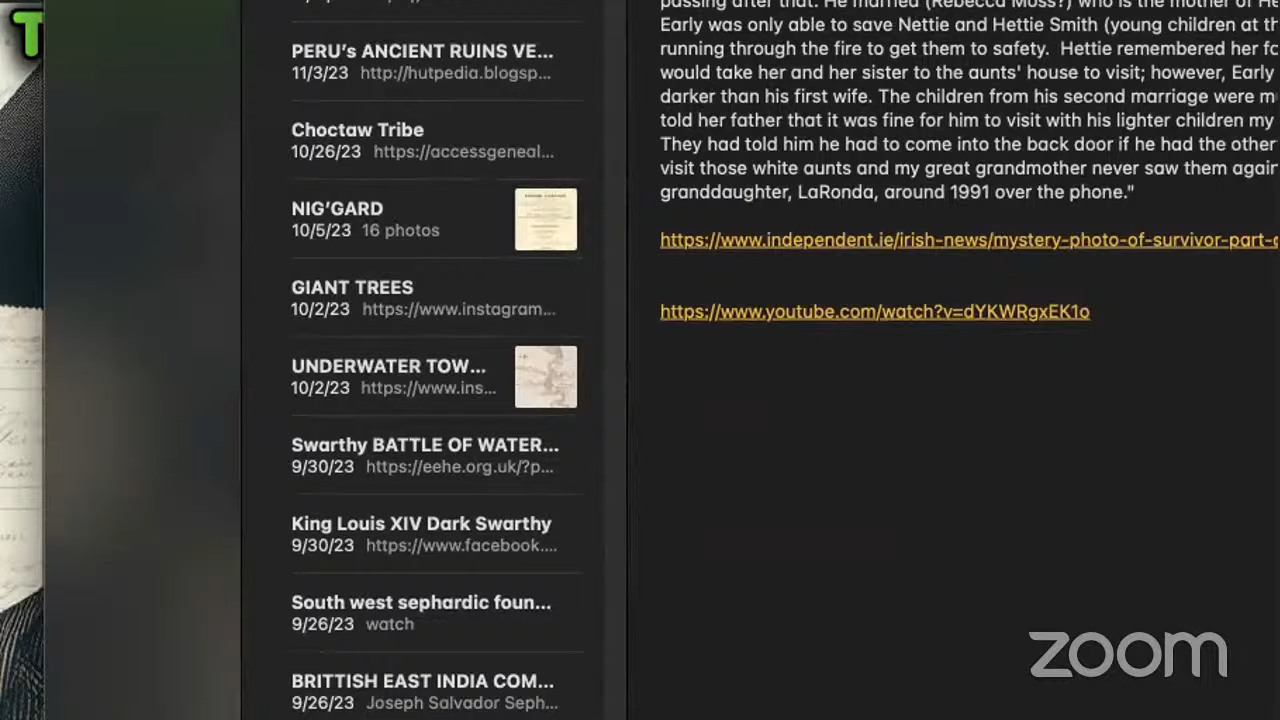 T
PERU's ANCIENT RUINS VE...
11/3/23 http://hutpedia.blogsp...
Choctaw Tribe
10/26/23 https://accessgeneal...
NIG'GARD
10/5/23 16 photos
GIANT TREES
10/2/23 https://www.instagram...
UNDERWATER TOW...
10/2/23 https://www.ins...
Swarthy BATTLE OF WATER...
9/30/23 https://eehe.org.uk/?p...
King Louis XIV Dark Swarthy
9/30/23 https://www.facebook....
South west sephardic foun...
9/26/23 watch
BRITTISH EAST INDIA COM...
9/26/23 Joseph Salvador Seph...
passing after that. He married (Rebecca Moss?) who is the mother of He
Early was only able to save Nettie and Hettie Smith (young children at th
running through the fire to get them to safety. Hettie remembered her fo
would take her and her sister to the aunts' house to visit; however, Early
darker than his first wife. The children from his second marriage were m
told her father that it was fine for him to visit with his lighter children my
They had told him he had to come into the back door if he had the other
visit those white aunts and my great grandmother never saw them again
granddaughter, LaRonda, around 1991 over the phone."
https://www.independent.ie/irish-news/mystery-photo-of-survivor-part-
https://www.youtube.com/watch?v=dYKWRgxEK1o
zoom